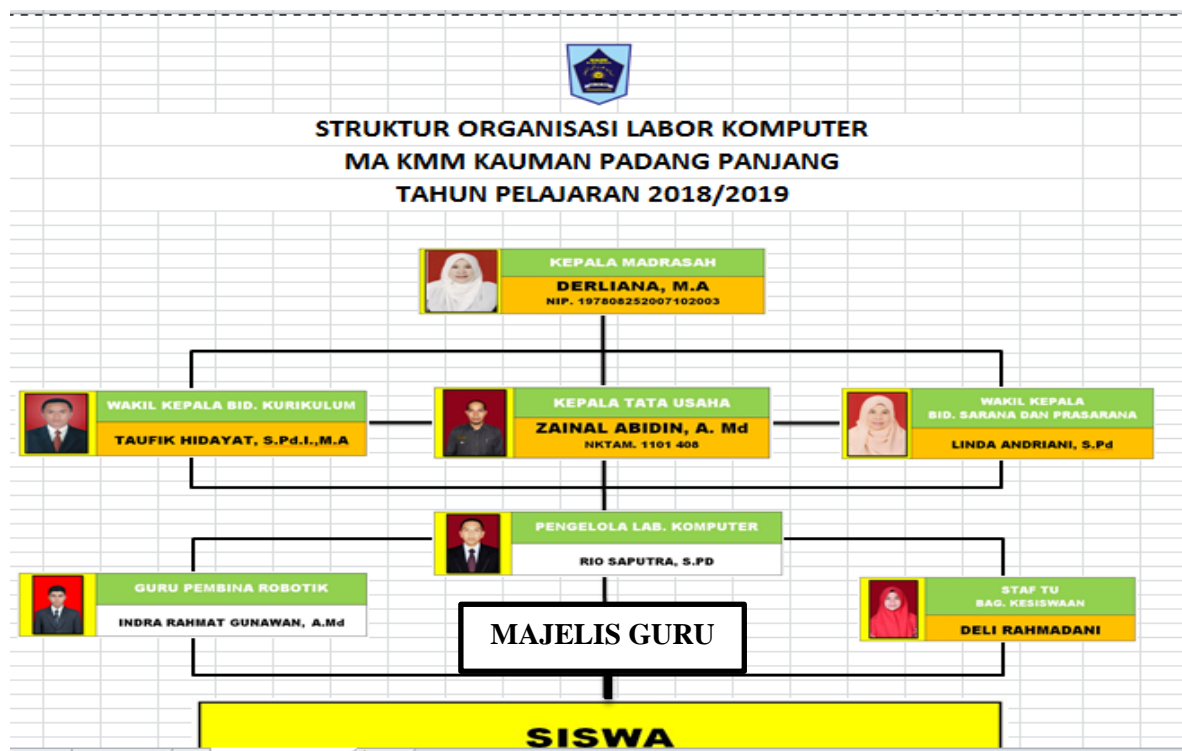 STRUKTUR ORGANISASI LABOR KOMPUTER
MA KMM KAUMAN PADANG PANJANG
TAHUN PELAJARAN 2018/2019
KEPALA MADRASAH
DERLIANA, M.A
NIP. 197808252007102003
WAKIL KEPALA BID. KURIKULUM
TAUFIK HIDAYAT, S.Pd.I.,M.A
KEPALA TATA USAHA
ZAINAL ABIDIN, A. Md
NKTAM. 1101 408
WAKIL KEPALA
BID. SARANA DAN PRASARANA
LINDA ANDRIANI, S.Pd
PENGELOLA LAB. KOMPUTER
RIO SAPUTRA, S.PD
GURU PEMBINA ROBOTIK
INDRA RAHMAT GUNAWAN, A.Md
MAJELIS GURU
STAF TU
BAG. KESISWAAN
DELI RAHMADANI
SISWA